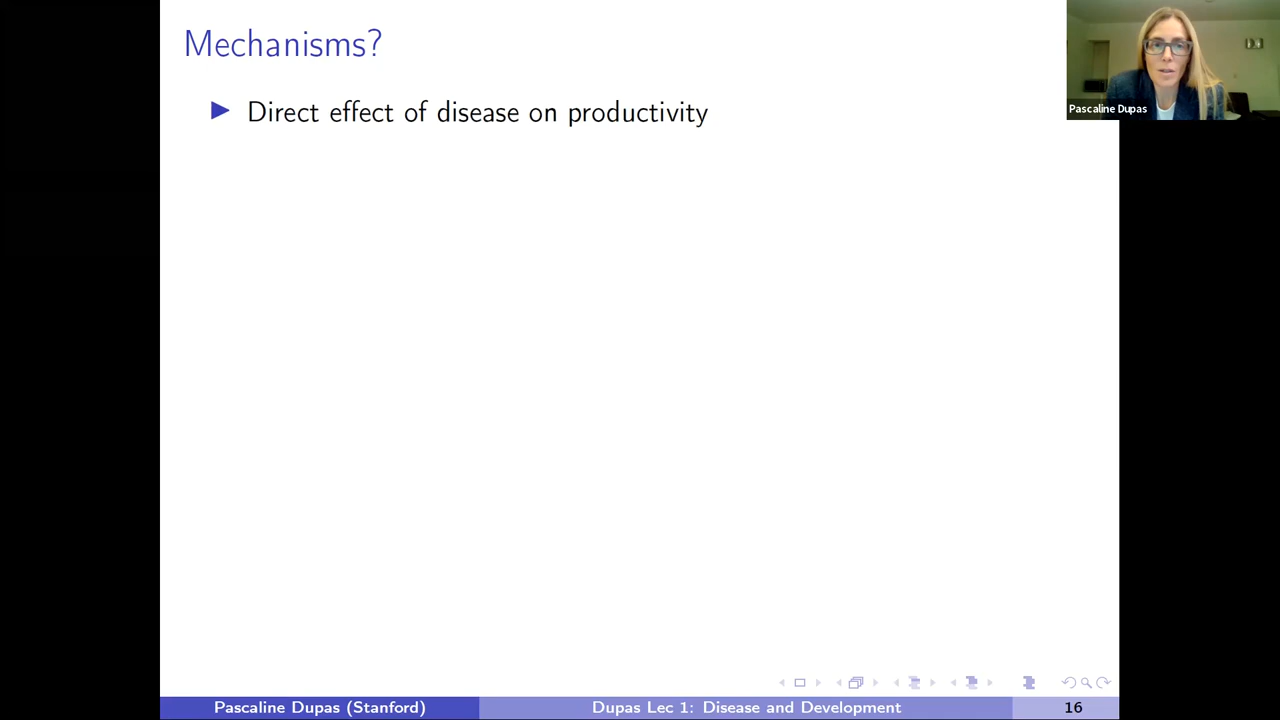 Mechanisms?
Direct effect of disease on productivity
Pascaline Dupas
Pascaline Dupas (Stanford)
Dupas Lec 1: Disease and Development
16